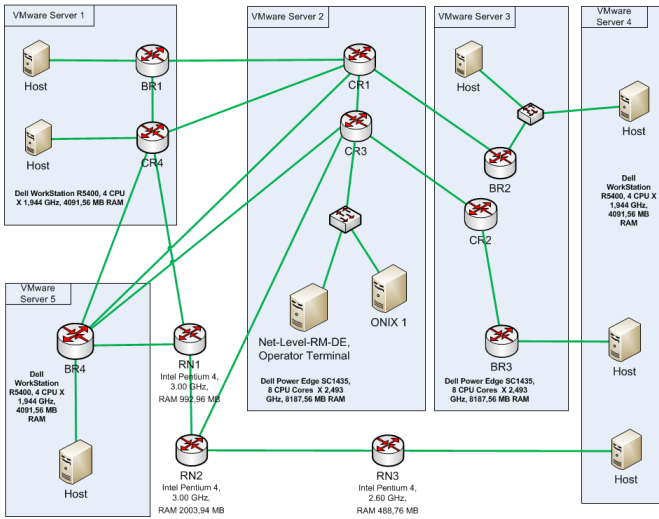 VMware Server 1
Host
BR1
Host
CR4
Dell WorkStation R5400, 4 CPU
X 1,944 GHz, 4091,56 MB RAM
VMware Server 2
CR1
CR3
Net-Level-RM-DE,
Operator Terminal
ONIX 1
Dell Power Edge SC1435,
8 CPU Cores X 2,493
GHz, 8187,56 MB RAM
VMware Server 3
Host
BR2
CR2
BR3
Dell Power Edge SC1435,
8 CPU Cores X 2,493
GHz, 8187,56 MB RAM
VMware
Server 4
Host
Dell
WorkStation
R5400, 4 CPU X
1,944 GHz,
4091,56 MB
RAM
Host
Host
VMware
Server 5
BR4
Dell
WorkStation
R5400, 4 CPU X
1,944 GHz,
4091,56 MB
RAM
Host
RN1
Intel Pentium 4,
3.00 GHz,
RAM 992,96 MB
RN2
Intel Pentium 4,
3.00 GHz,
RAM 2003,94 MB
RN3
Intel Pentium 4,
2.60 GHz,
RAM 488,76 MB